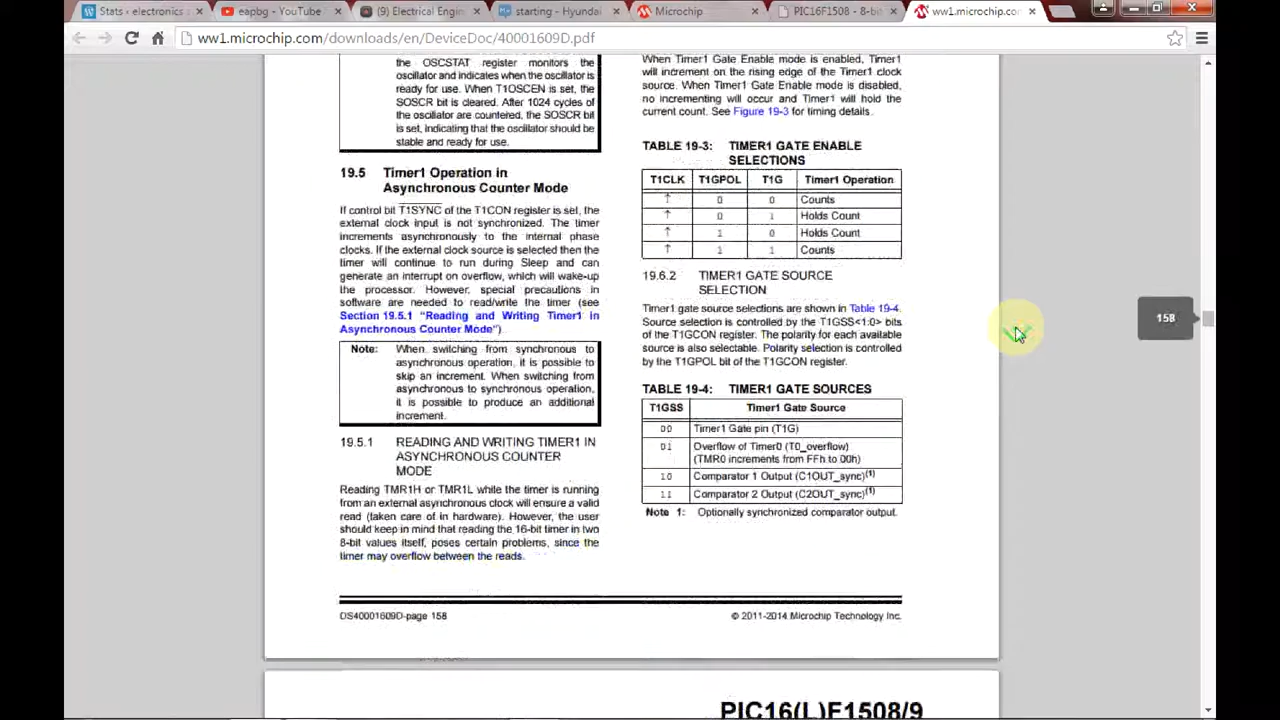 Stats ‹ electronics a
eapbg - YouTube
(9) Electrical Engin
starting - Hyundai
Microchip
PIC16F1508 - 8-bit
ww1.microchip.com
ww1.microchip.com/downloads/en/DeviceDoc/40001609D.pdf
the OSCSTAT register monitors the
oscillator and indicates when the oscillator is
ready for use. When T1OSCEN is set, the
SOSCR bit is cleared. After 1024 cycles of
the oscillator are countered, the SOSCR bit
is set, indicating that the oscillator should be
stable and ready for use.
19.5 Timer1 Operation in
Asynchronous Counter Mode
If control bit T1SYNC of the T1CON register is set, the
external clock input is not synchronized. The timer
increments asynchronously to the internal phase
clocks. If the external clock source is selected then the
timer will continue to run during Sleep and can
generate an interrupt on overflow, which will wake-up
the processor. However, special precautions in
software are needed to read/write the timer (see
Section 19.5.1 “Reading and Writing Timer1 in
Asynchronous Counter Mode”).
Note: When switching from synchronous to
asynchronous operation, it is possible to
skip an increment. When switching from
asynchronous to synchronous operation,
it is possible to produce an additional
increment.
19.5.1 READING AND WRITING TIMER1 IN
ASYNCHRONOUS COUNTER
MODE
Reading TMR1H or TMR1L while the timer is running
from an external asynchronous clock will ensure a valid
read (taken care of in hardware). However, the user
should keep in mind that reading the 16-bit timer in two
8-bit values itself, poses certain problems, since the
timer may overflow between the reads.
When Timer1 Gate Enable mode is enabled, Timer1
will increment on the rising edge of the Timer1 clock
source. When Timer1 Gate Enable mode is disabled,
no incrementing will occur and Timer1 will hold the
current count. See Figure 19-3 for timing details.
TABLE 19-3: TIMER1 GATE ENABLE
SELECTIONS
T1CLK T1GPOL T1G Timer1 Operation
↑ 0 0 Counts
↑ 0 1 Holds Count
↑ 1 0 Holds Count
↑ 1 1 Counts
19.6.2 TIMER1 GATE SOURCE
SELECTION
Timer1 gate source selections are shown in Table 19-4.
Source selection is controlled by the T1GSS<1:0> bits
of the T1GCON register. The polarity for each available
source is also selectable. Polarity selection is controlled
by the T1GPOL bit of the T1GCON register.
TABLE 19-4: TIMER1 GATE SOURCES
T1GSS Timer1 Gate Source
00 Timer1 Gate pin (T1G)
01 Overflow of Timer0 (T0_overflow)
(TMR0 increments from FFh to 00h)
10 Comparator 1 Output (C1OUT_sync)(1)
11 Comparator 2 Output (C2OUT_sync)(1)
Note 1: Optionally synchronized comparator output.
158
DS40001609D-page 158
© 2011-2014 Microchip Technology Inc.
PIC16(L)F1508/9